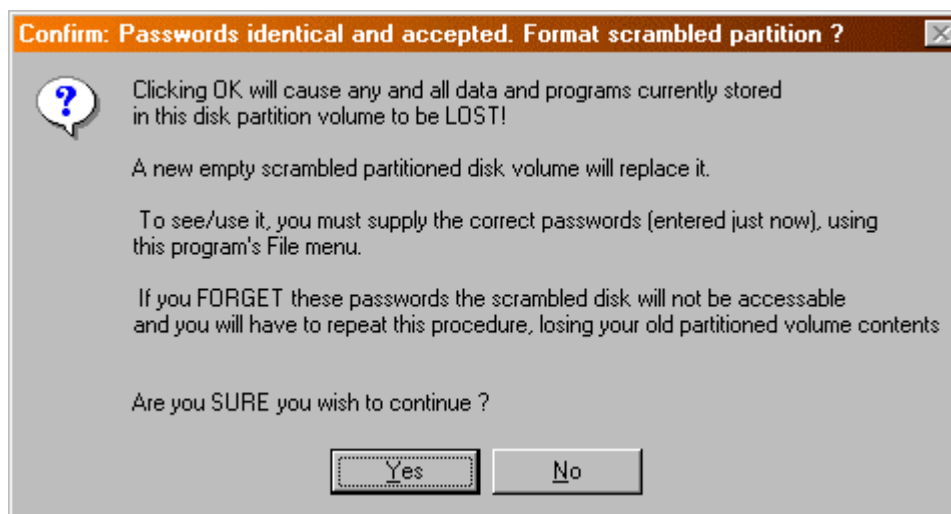 Confirm: Passwords identical and accepted. Format scrambled partition ?
Clicking OK will cause any and all data and programs currently stored
in this disk partition volume to be LOST!
A new empty scrambled partitioned disk volume will replace it.
To see/use it, you must supply the correct passwords (entered just now), using
this program's File menu.
If you FORGET these passwords the scrambled disk will not be accessable
and you will have to repeat this procedure, losing your old partitioned volume contents
Are you SURE you wish to continue ?
Yes No